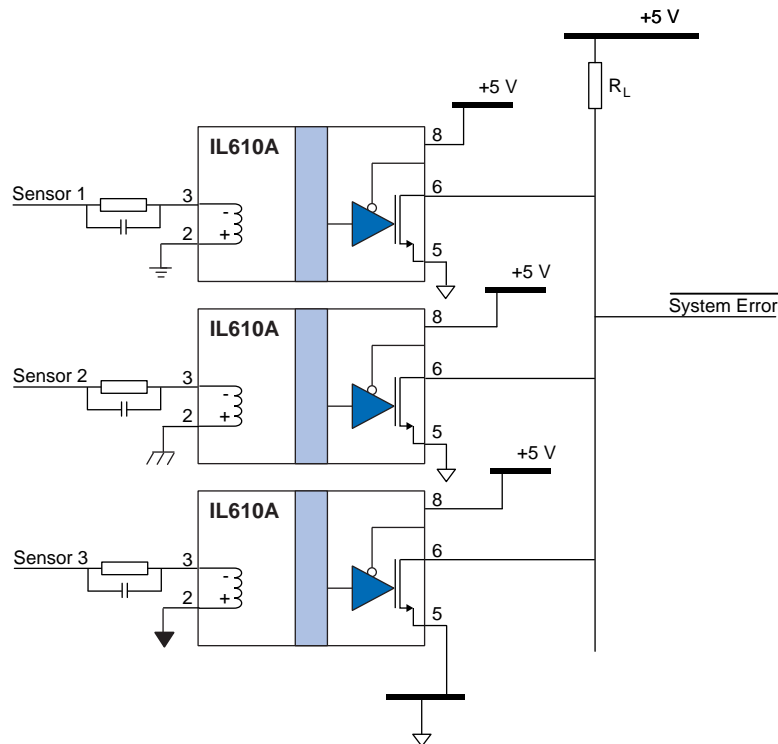 +5 V
R L
+5 V
8
IL610A
6
Sensor 1
3
-
2
+
5
+5 V
System Error
8
IL610A
6
Sensor 2
3
-
2
+
5
+5 V
8
IL610A
6
Sensor 3
3
-
2
+
5